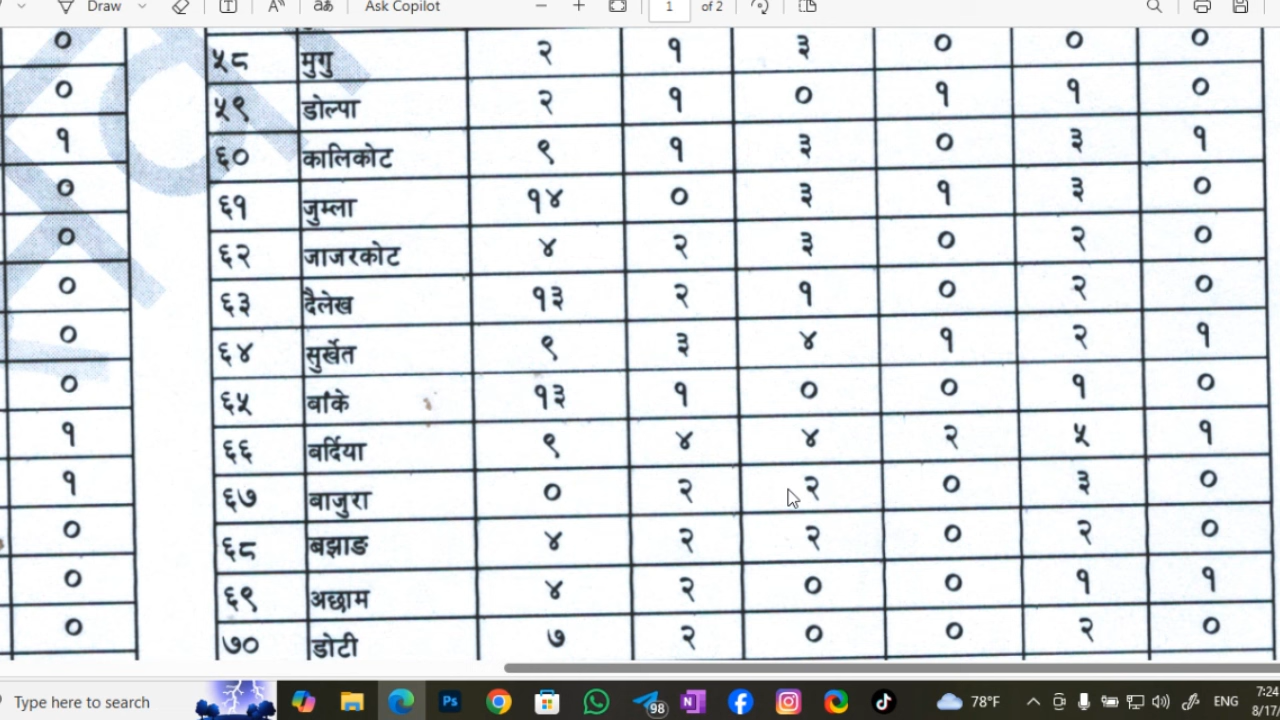 Draw
Ask Copilot
1 of 2
० ५८ मुगु २ १ ३ ० ० ०
० ५९ डोल्पा २ १ ० १ १ ०
१ ६० कालिकोट ९ १ ३ ० ३ १
० ६१ जुम्ला १४ ० ३ १ ३ ०
० ६२ जाजरकोट ४ २ ३ ० २ ०
० ६३ दैलेख १३ २ १ ० २ ०
० ६४ सुर्खेत ९ ३ ४ १ २ १
० ६५ बाँके १३ १ ० ० १ ०
१ ६६ बर्दिया ९ ४ ४ २ ५ १
१ ६७ बाजुरा ० २ २ ० ३ ०
० ६८ बझाङ ४ २ २ ० २ ०
० ६९ अछाम ४ २ ० ० १ १
० ७० डोटी ७ २ ० ० २ ०
Type here to search
Ps
98
N
78°F
ENG
7:24
8/17/